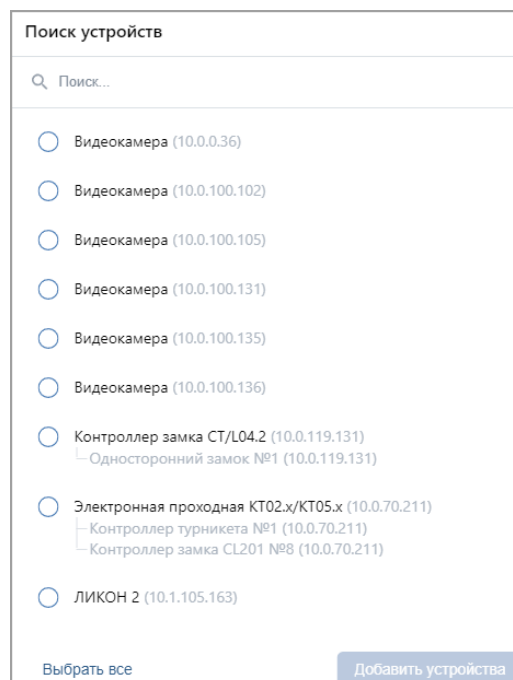 Поиск устройств
Поиск...
Видеокамера (10.0.0.36)
Видеокамера (10.0.100.102)
Видеокамера (10.0.100.105)
Видеокамера (10.0.100.131)
Видеокамера (10.0.100.135)
Видеокамера (10.0.100.136)
Контроллер замка CT/L04.2 (10.0.119.131)
Односторонний замок №1 (10.0.119.131)
Электронная проходная КТ02.x/КТ05.x (10.0.70.211)
Контроллер турникета №1 (10.0.70.211)
Контроллер замка CL201 №8 (10.0.70.211)
ЛИКОН 2 (10.1.105.163)
Выбрать все
Добавить устройства